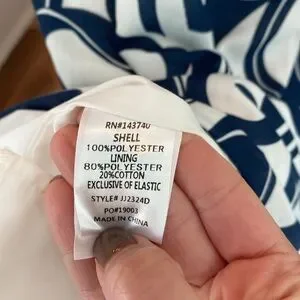 RN#143740
SHELL
100%POLYESTER
LINING
80%POLYESTER
20%COTTON
EXCLUSIVE OF ELASTIC
STYLE# JJ2324D
PO#19003
MADE IN CHINA